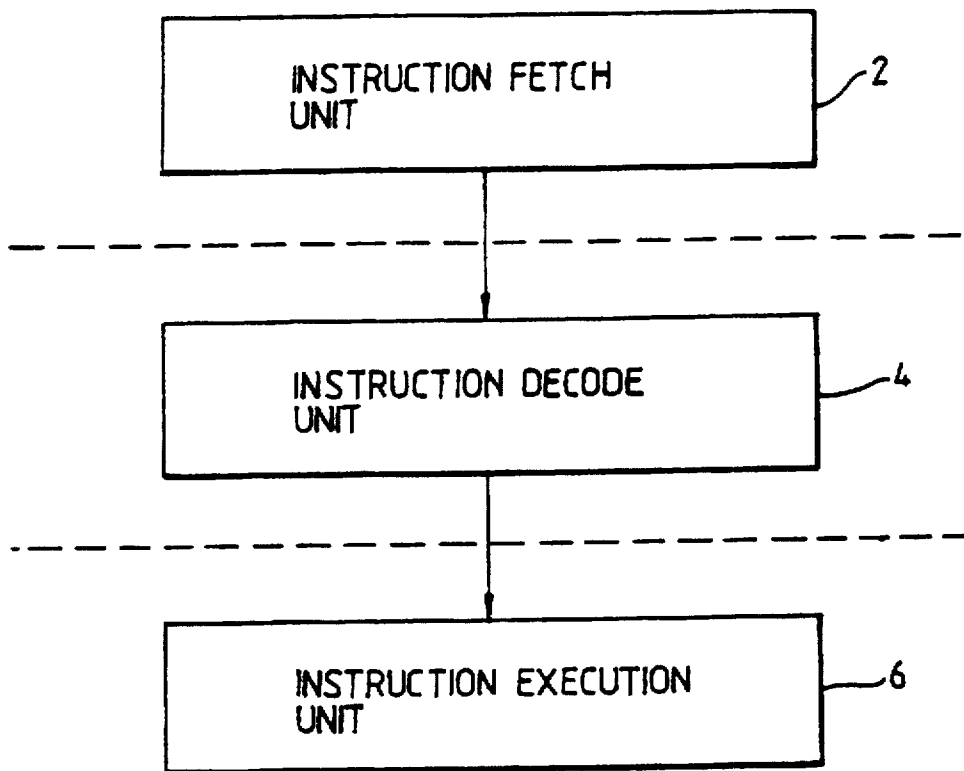 INSTRUCTION FETCH
UNIT
2
INSTRUCTION DECODE
UNIT
4
INSTRUCTION EXECUTION
UNIT
6